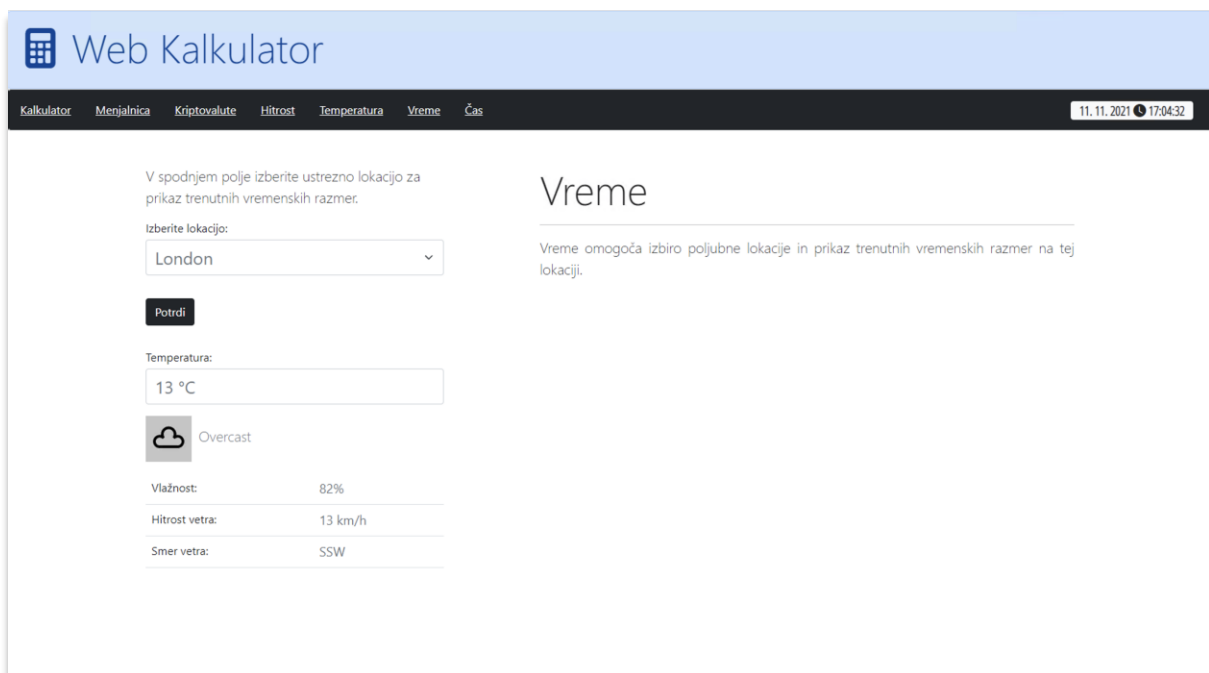 Web Kalkulator
Kalkulator Menjalnica Kriptovalute Hitrost Temperatura Vreme Čas 11. 11. 2021 17:04:32
V spodnjem polje izberite ustrezno lokacijo za
prikaz trenutnih vremenskih razmer.
Izberite lokacijo:
London
Potrdi
Temperatura:
13 °C
Overcast
Vlažnost: 82%
Hitrost vetra: 13 km/h
Smer vetra: SSW
Vreme
Vreme omogoča izbiro poljubne lokacije in prikaz trenutnih vremenskih razmer na tej
lokaciji.